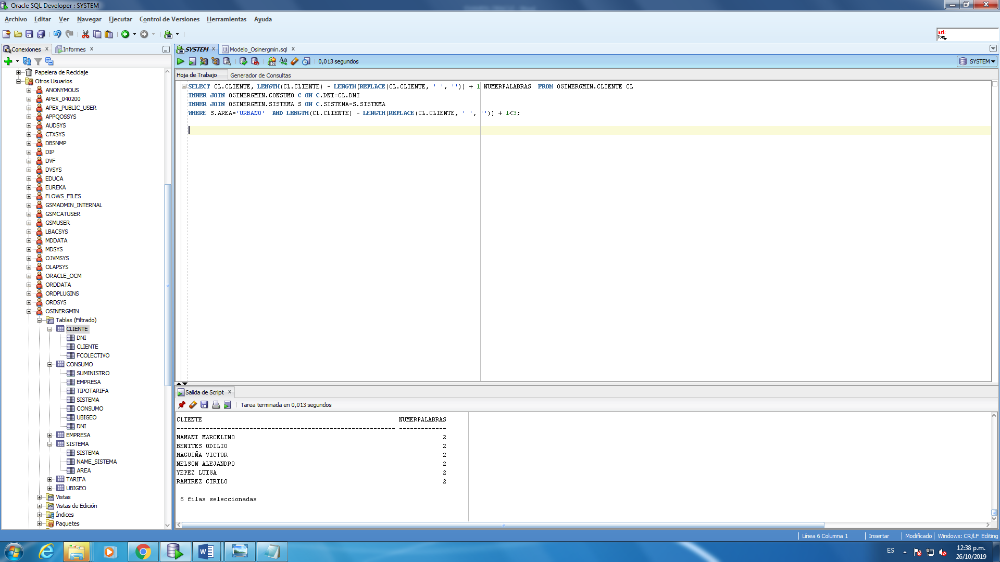 Oracle SQL Developer : SYSTEM
Archivo Editar Ver Navegar Ejecutar Control de Versiones Herramientas Ayuda
ask
Tom
Conexiones x Informes x
SYSTEM x Modelo_Osinergmin.sql x
0,013 segundos
SYSTEM
Hoja de Trabajo Generador de Consultas
Papelera de Reciclaje
Otros Usuarios
ANONYMOUS
APEX_040200
APEX_PUBLIC_USER
APPQOSSYS
AUDSYS
CTXSYS
DBSNMP
DIP
DVF
DVSYS
EDUCA
EUREKA
FLOWS_FILES
GSMADMIN_INTERNAL
GSMCATUSER
GSMUSER
LBACSYS
MDDATA
MDSYS
OJVMSYS
OLAPSYS
ORACLE_OCM
ORDDATA
ORDPLUGINS
ORDSYS
OSINERGMIN
Tablas (Filtrado)
CLIENTE
DNI
CLIENTE
FCOLECTIVO
CONSUMO
SUMINISTRO
EMPRESA
TIPOTARIFA
SISTEMA
CONSUMO
UBIGEO
DNI
EMPRESA
SISTEMA
SISTEMA
NAME_SISTEMA
AREA
TARIFA
UBIGEO
Vistas
Vistas de Edición
Índices
Paquetes
SELECT CL.CLIENTE, LENGTH(CL.CLIENTE) - LENGTH(REPLACE(CL.CLIENTE, ' ', '')) + 1 NUMERPALABRAS  FROM OSINERGMIN.CLIENTE CL
INNER JOIN OSINERGMIN.CONSUMO C ON C.DNI=CL.DNI
INNER JOIN OSINERGMIN.SISTEMA S ON C.SISTEMA=S.SISTEMA
WHERE S.AREA='URBANO'  AND LENGTH(CL.CLIENTE) - LENGTH(REPLACE(CL.CLIENTE, ' ', '')) + 1<3;
Salida de Script x
Tarea terminada en 0,013 segundos
CLIENTE NUMERPALABRAS
------------------------------------------------------------ -------------
MAMANI MARCELINO 2
BENITES ODILIO 2
MAGUIÑA VICTOR 2
NELSON ALEJANDRO 2
YEPEZ LUISA 2
RAMIREZ CIRILO 2
6 filas seleccionadas
Línea 6 Columna 1 Insertar Modificado Windows: CR/LF Editing
ES
12:38 p.m.
26/10/2019